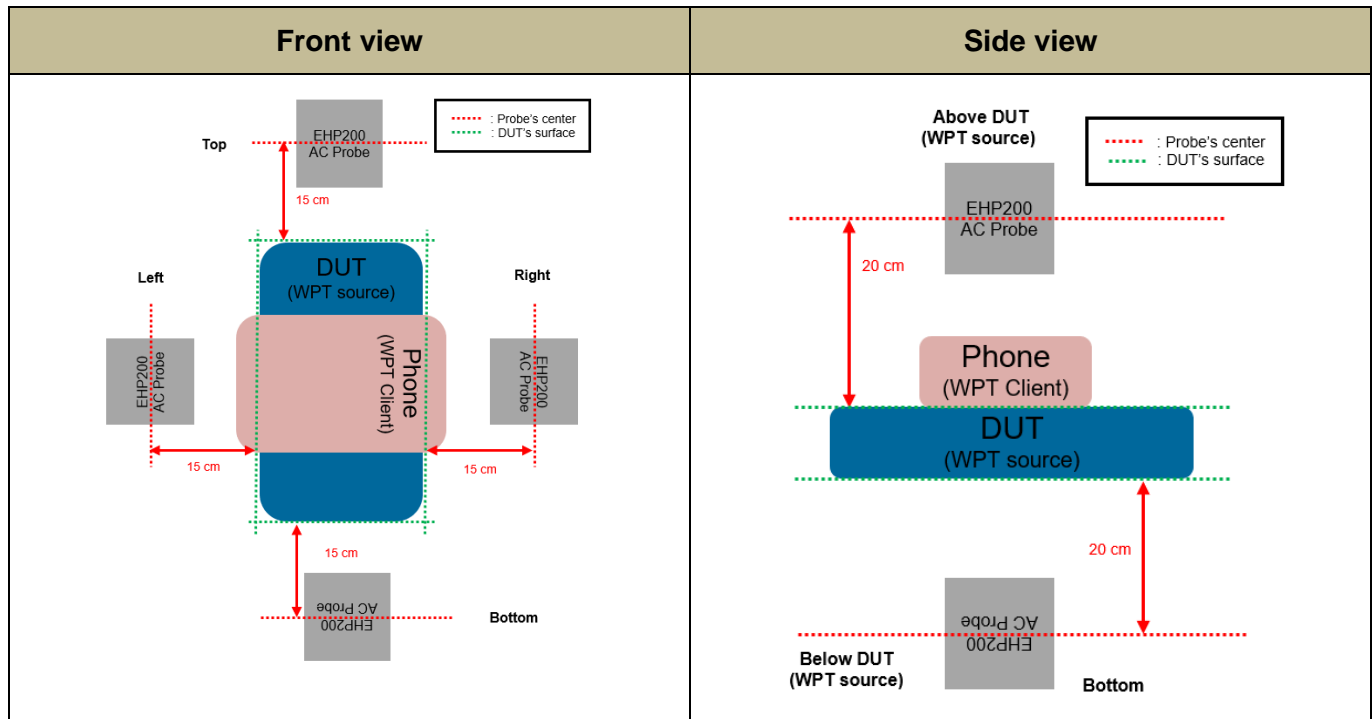 Front view
Side view
EHP200
AC Probe
: Probe's center
: DUT's surface
Top
15 cm
DUT
(WPT source)
Left
Right
EHP200
AC Probe
Phone
(WPT Client)
EHP200
AC Probe
15 cm
15 cm
15 cm
EHP200
AC Probe
Bottom
Above DUT
(WPT source)
: Probe's center
: DUT's surface
EHP200
AC Probe
20 cm
Phone
(WPT Client)
DUT
(WPT source)
20 cm
EHP200
AC Probe
Below DUT
(WPT source)
Bottom